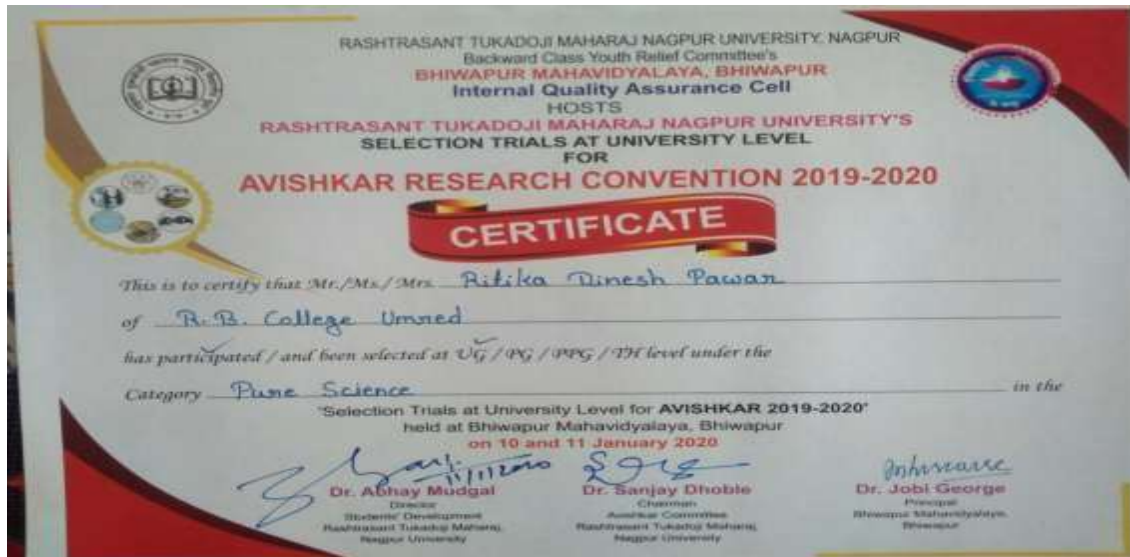 RASHTRASANT TUKADOJI MAHARAJ NAGPUR UNIVERSITY, NAGPUR
Backward Class Youth Relief Committee's
BHIWAPUR MAHAVIDYALAYA, BHIWAPUR
Internal Quality Assurance Cell
HOSTS
RASHTRASANT TUKADOJI MAHARAJ NAGPUR UNIVERSITY'S
SELECTION TRIALS AT UNIVERSITY LEVEL
FOR
AVISHKAR RESEARCH CONVENTION 2019-2020
CERTIFICATE
This is to certify that Mr./Ms./Mrs. Ritika Dinesh Pawar
of R.B. College Umred
has participated / and been selected at UG / PG / PPG / TH level under the
Category Pure Science in the
"Selection Trials at University Level for AVISHKAR 2019-2020"
held at Bhiwapur Mahavidyalaya, Bhiwapur
on 10 and 11 January 2020
11/1/2020
Dr. Abhay Mudgal Dr. Sanjay Dhoble Dr. Jobi George
Director Chairman Principal
Students' Development Avishkar Committee Bhiwapur Mahavidyalaya,
Rashtrasant Tukadoji Maharaj, Rashtrasant Tukadoji Maharaj, Bhiwapur
Nagpur University Nagpur University